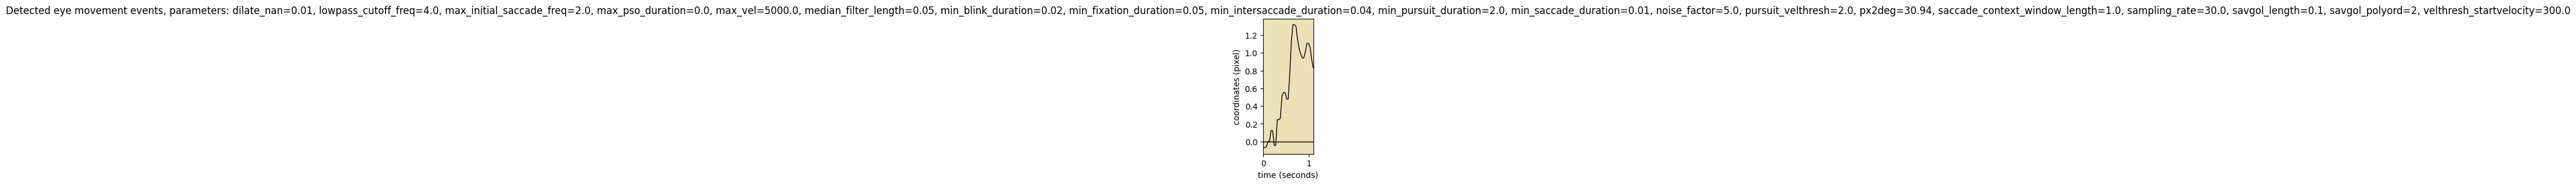 Detected eye movement events, parameters: dilate_nan=0.01, lowpass_cutoff_freq=4.0, max_initial_saccade_freq=2.0, max_pso_duration=0.0, max_vel=5000.0, median_filter_length=0.05, min_blink_duration=0.02, min_fixation_duration=0.05, min_intersaccade_duration=0.04, min_pursuit_duration=2.0, min_saccade_duration=0.01, noise_factor=5.0, pursuit_velthresh=2.0, px2deg=30.94, saccade_context_window_length=1.0, sampling_rate=30.0, savgol_length=0.1, savgol_polyord=2, velthresh_startvelocity=300.0
coordinates (pixel)
1.2
1.0
0.8
0.6
0.4
0.2
0.0
0 1
time (seconds)